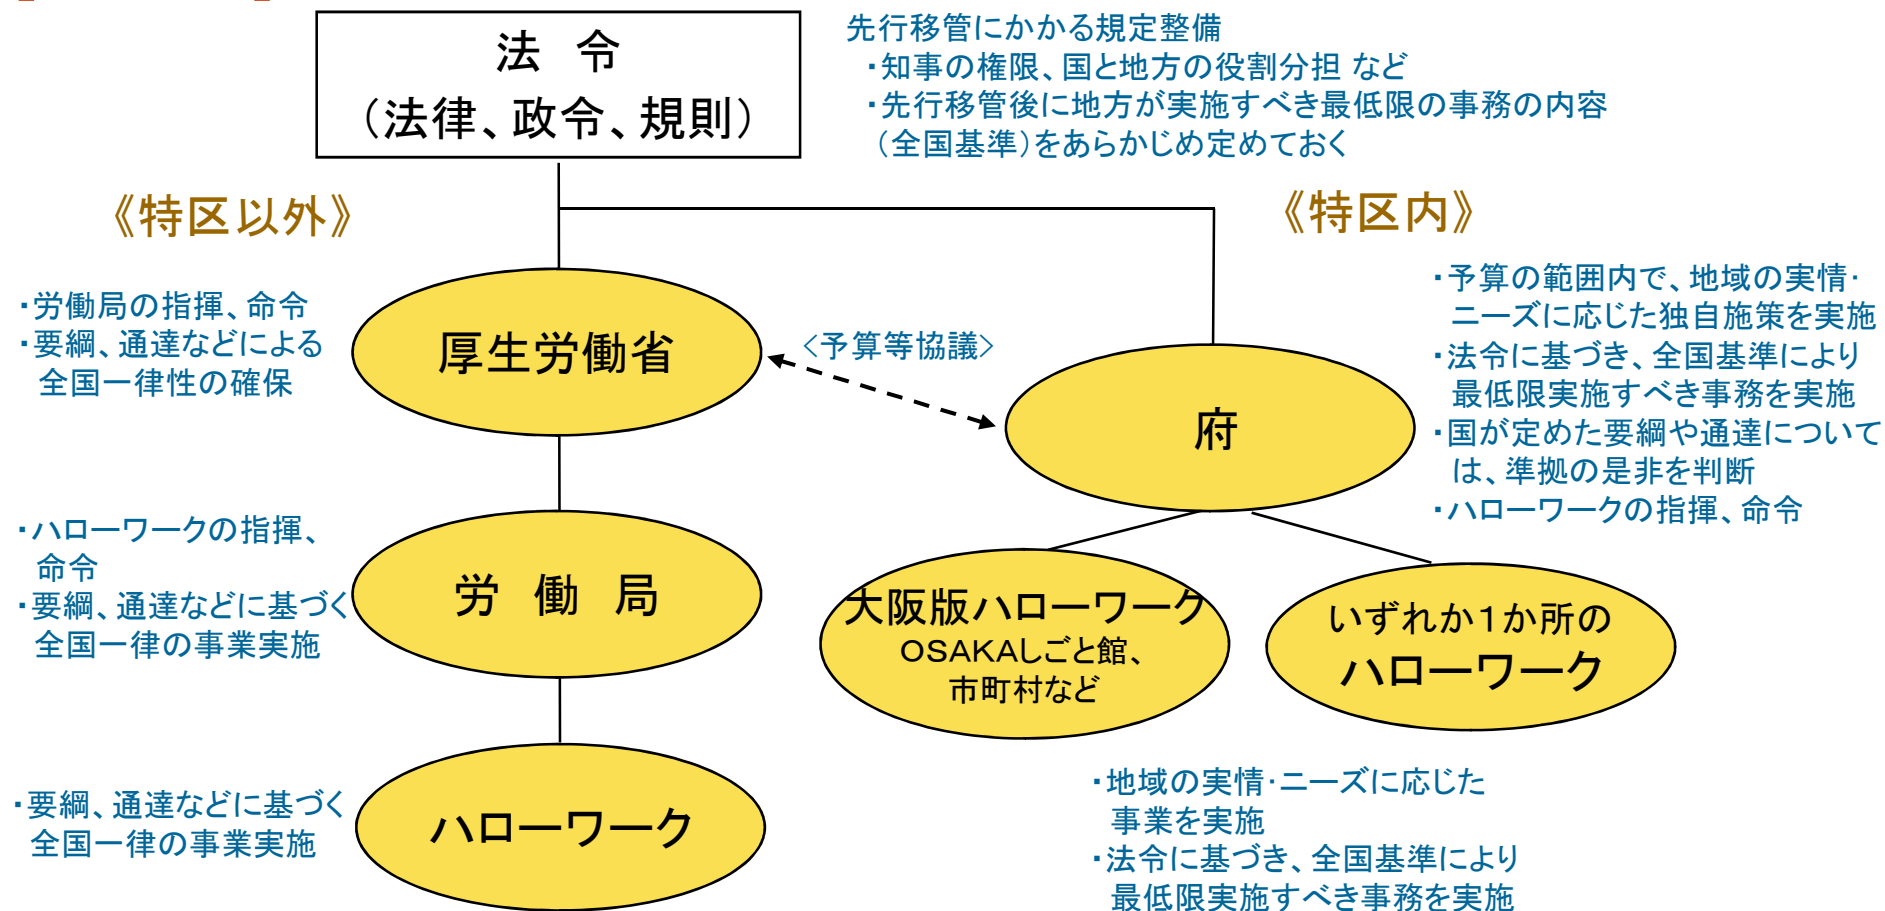 法 令
（法律、政令、規則）
先行移管にかかる規定整備
・知事の権限、国と地方の役割分担 など
・先行移管後に地方が実施すべき最低限の事務の内容
（全国基準）をあらかじめ定めておく
《特区以外》
《特区内》
・労働局の指揮、命令
・要綱、通達などによる
全国一律性の確保
厚生労働省
<予算等協議>
府
・予算の範囲内で、地域の実情・
ニーズに応じた独自施策を実施
・法令に基づき、全国基準により
最低限実施すべき事務を実施
・国が定めた要綱や通達について
は、準拠の是非を判断
・ハローワークの指揮、命令
・ハローワークの指揮、
命令
・要綱、通達などに基づく
全国一律の事業実施
労 働 局
大阪版ハローワーク
OSAKAしごと館、
市町村など
いずれか１か所の
ハローワーク
・要綱、通達などに基づく
全国一律の事業実施
ハローワーク
・地域の実情・ニーズに応じた
事業を実施
・法令に基づき、全国基準により
最低限実施すべき事務を実施